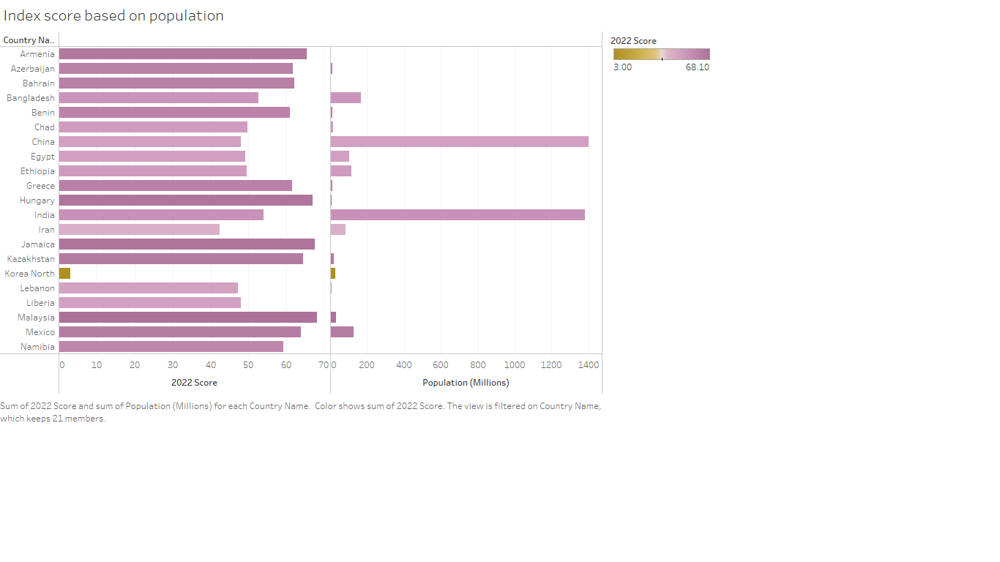 Index score based on population
Country Na..
2022 Score
3.00 68.10
Armenia
Azerbaijan
Bahrain
Bangladesh
Benin
Chad
China
Egypt
Ethiopia
Greece
Hungary
India
Iran
Jamaica
Kazakhstan
Korea North
Lebanon
Liberia
Malaysia
Mexico
Namibia
0 10 20 30 40 50 60 70 0 200 400 600 800 1000 1200 1400
2022 Score Population (Millions)
Sum of 2022 Score and sum of Population (Millions) for each Country Name.  Color shows sum of 2022 Score. The view is filtered on Country Name,
which keeps 21 members.